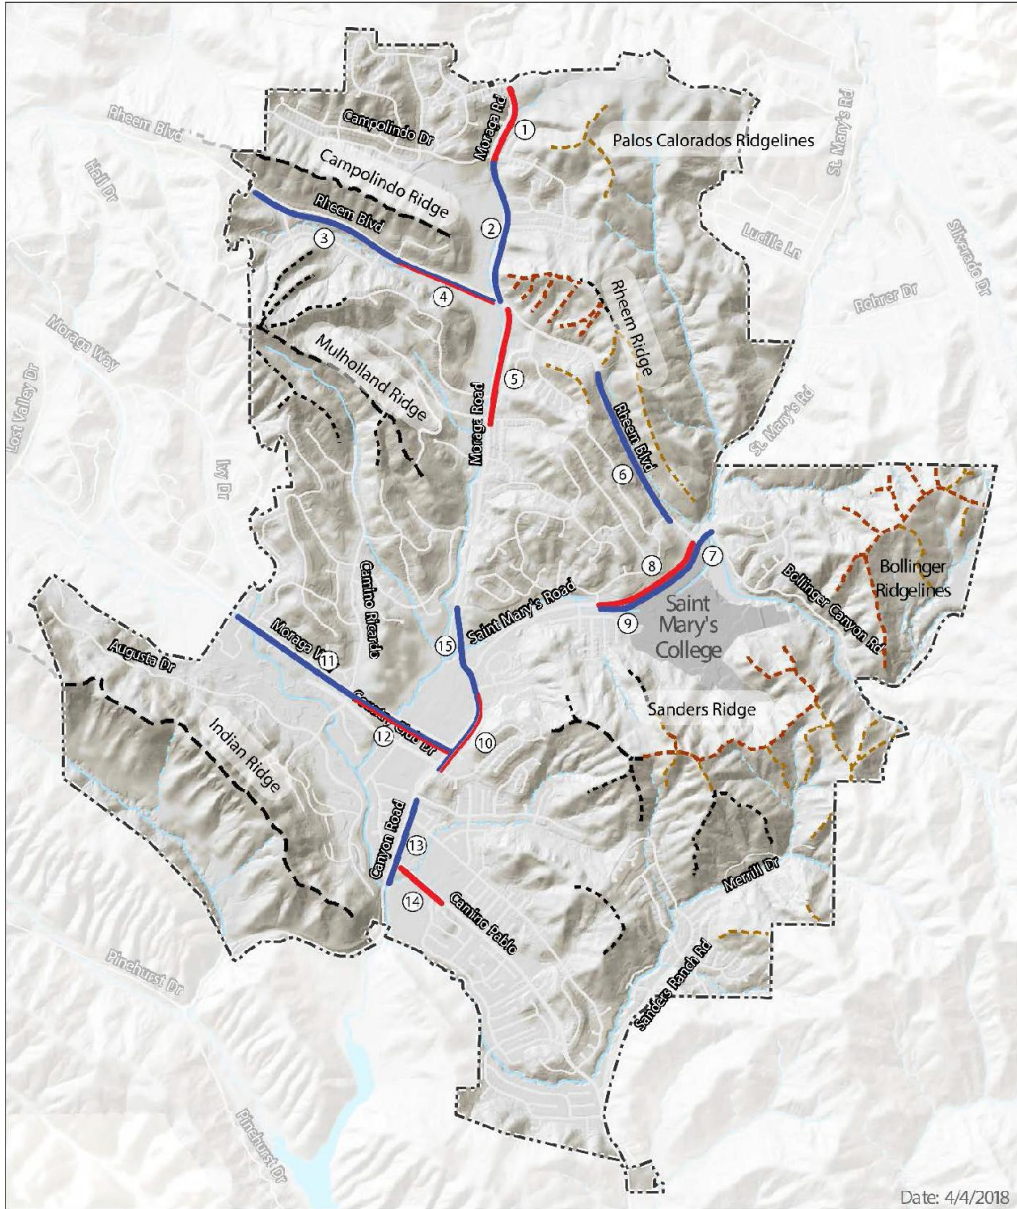 Campolindo Dr
Moraga Rd
1
Palos Calorados Ridgelines
St. Mary's Rd
Rheem Blvd
Hall Dr
Campolindo Ridge
Rheem Blvd
2
3
4
Lucille Ln
Silverado Dr
Rohrer Dr
Rheem Ridge
Moraga Way
Mulholland Ridge
5
Moraga Road
Lost Valley Dr
Ivy Dr
St. Mary's Rd
Rheem Blvd
6
7
8
9
Saint Mary's Road
Saint
Mary's
College
Bollinger
Ridgelines
Bollinger Canyon Rd
Camino Ricardo
15
11
Augusta Dr
Indian Ridge
12
10
Sanders Ridge
Canyon Road
13
14
Camino Pablo
Merrill Dr
Sanders Ranch Rd
Pinehurst Dr
Pinehurst Dr
Date: 4/4/2018